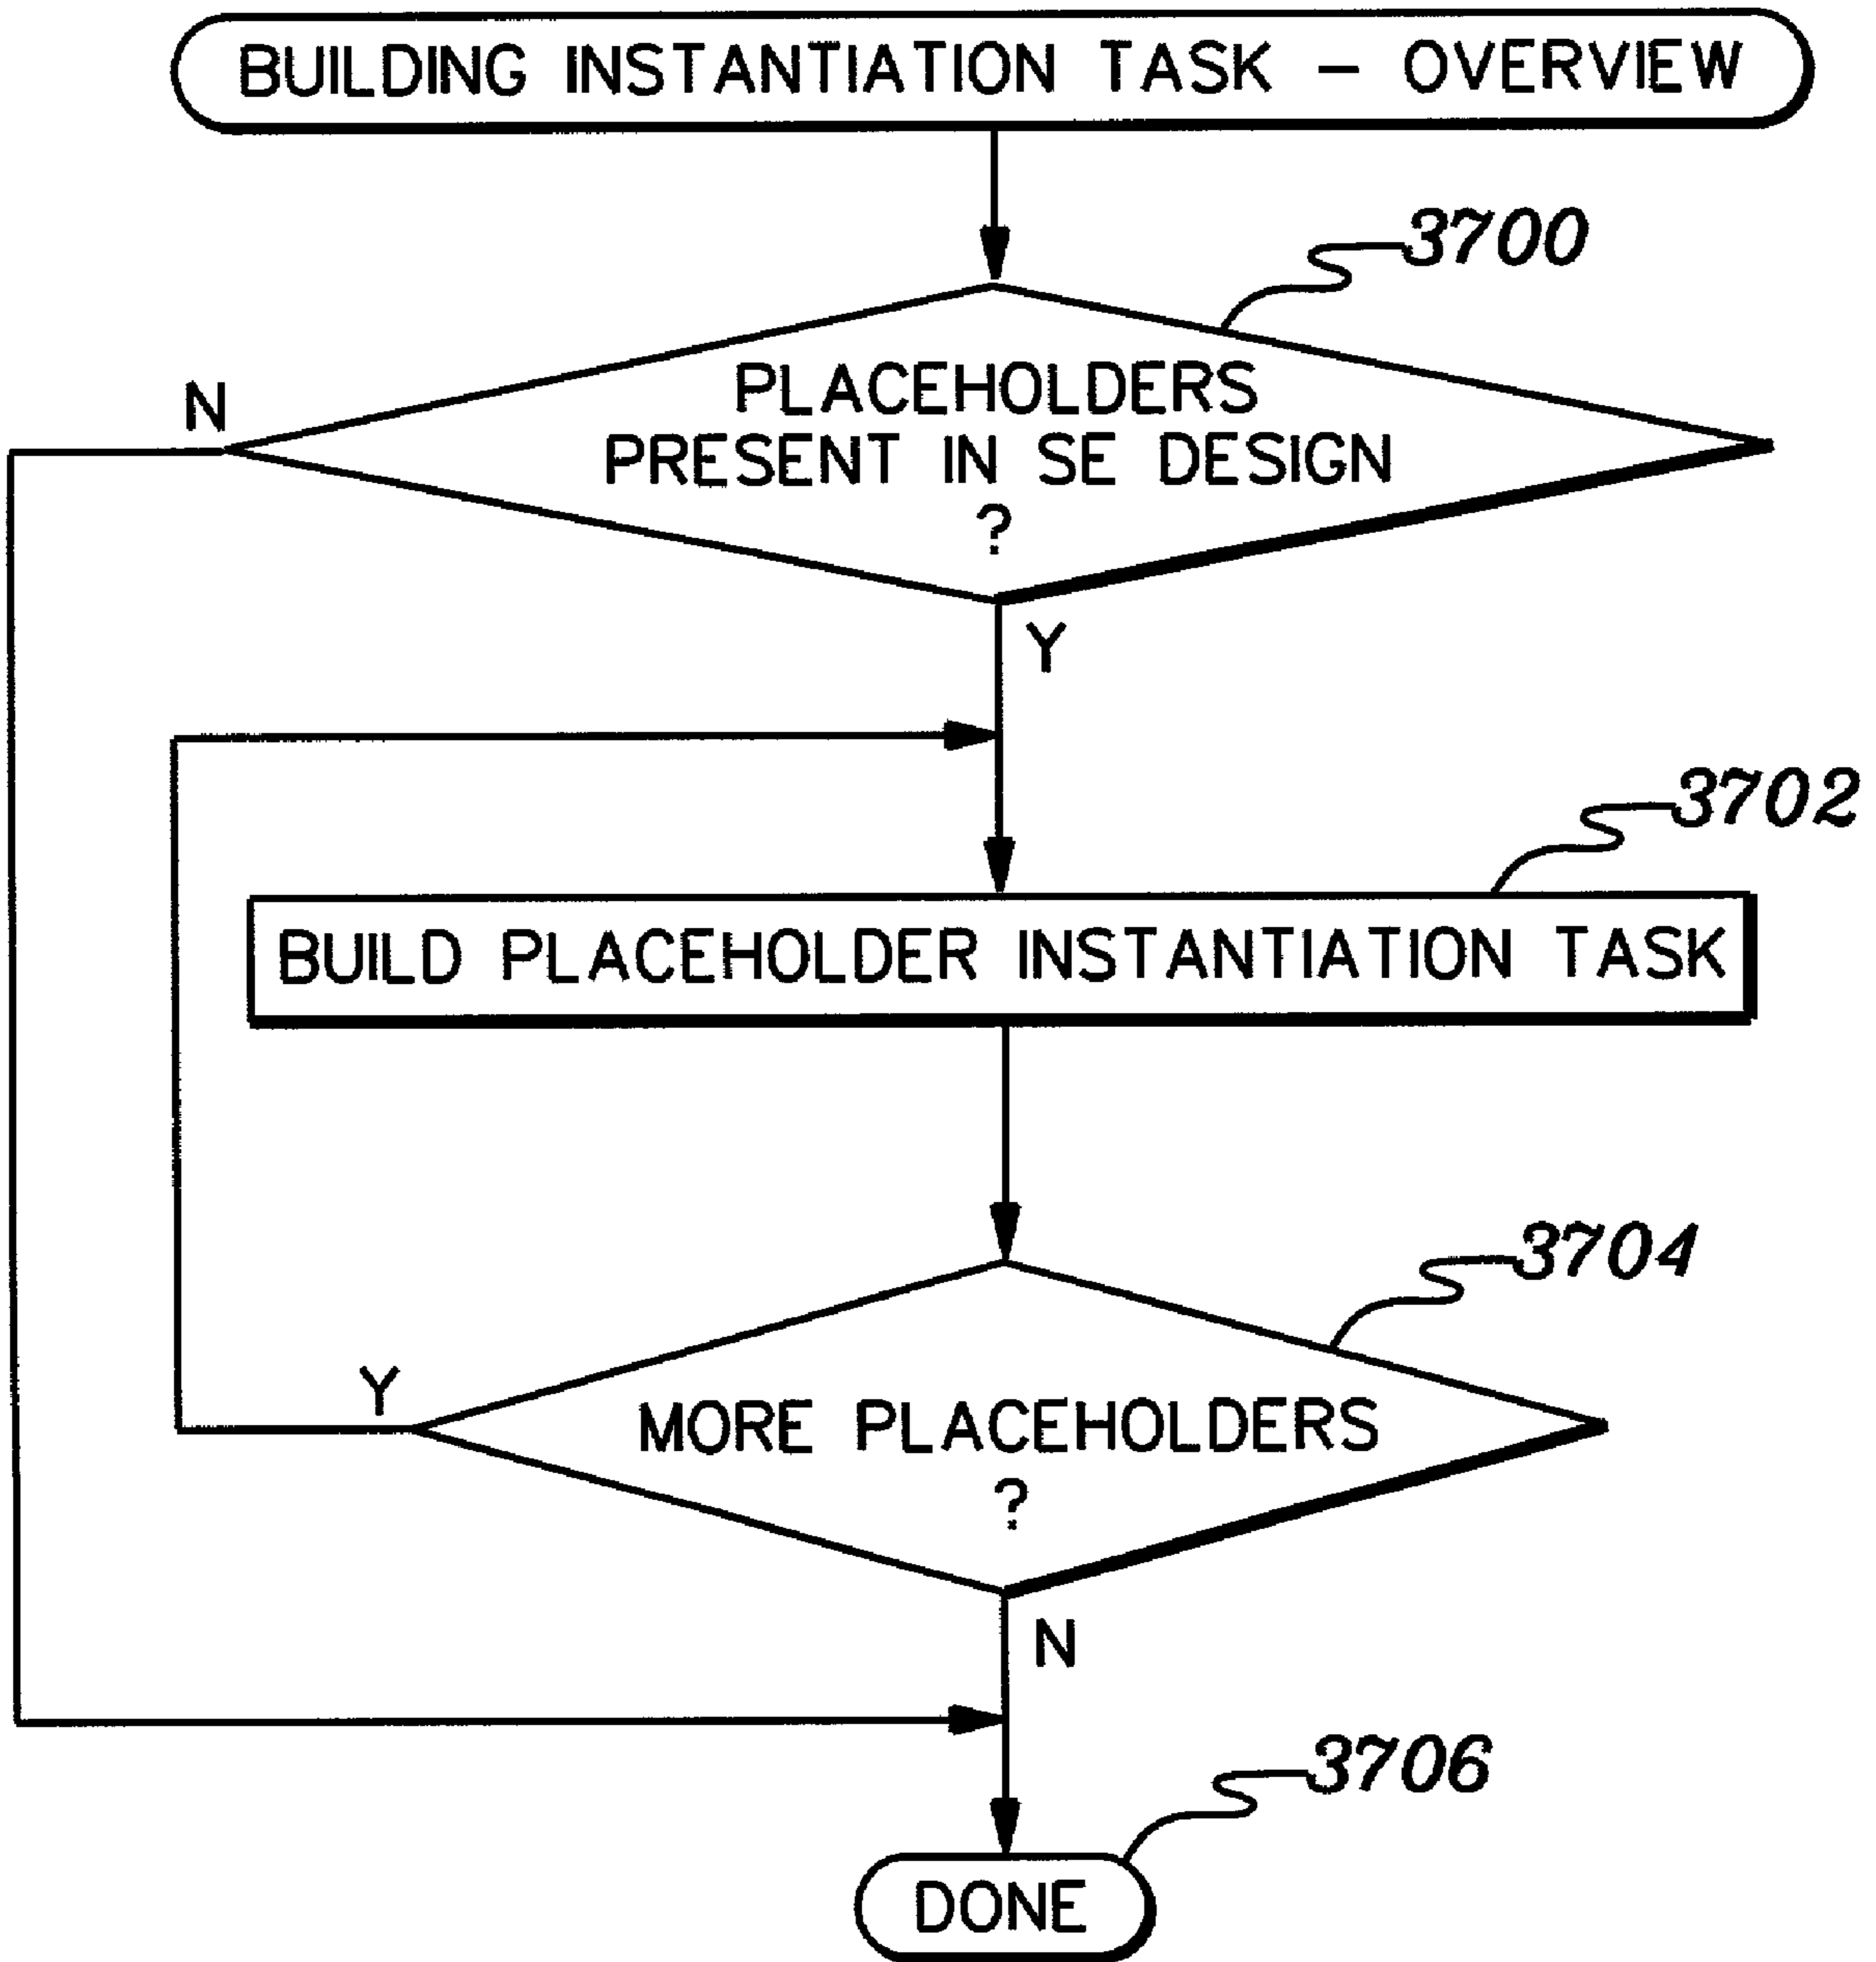 BUILDING INSTANTIATION TASK – OVERVIEW
3700
N
PLACEHOLDERS
PRESENT IN SE DESIGN
?
Y
3702
BUILD PLACEHOLDER INSTANTIATION TASK
3704
Y
MORE PLACEHOLDERS
?
N
3706
DONE